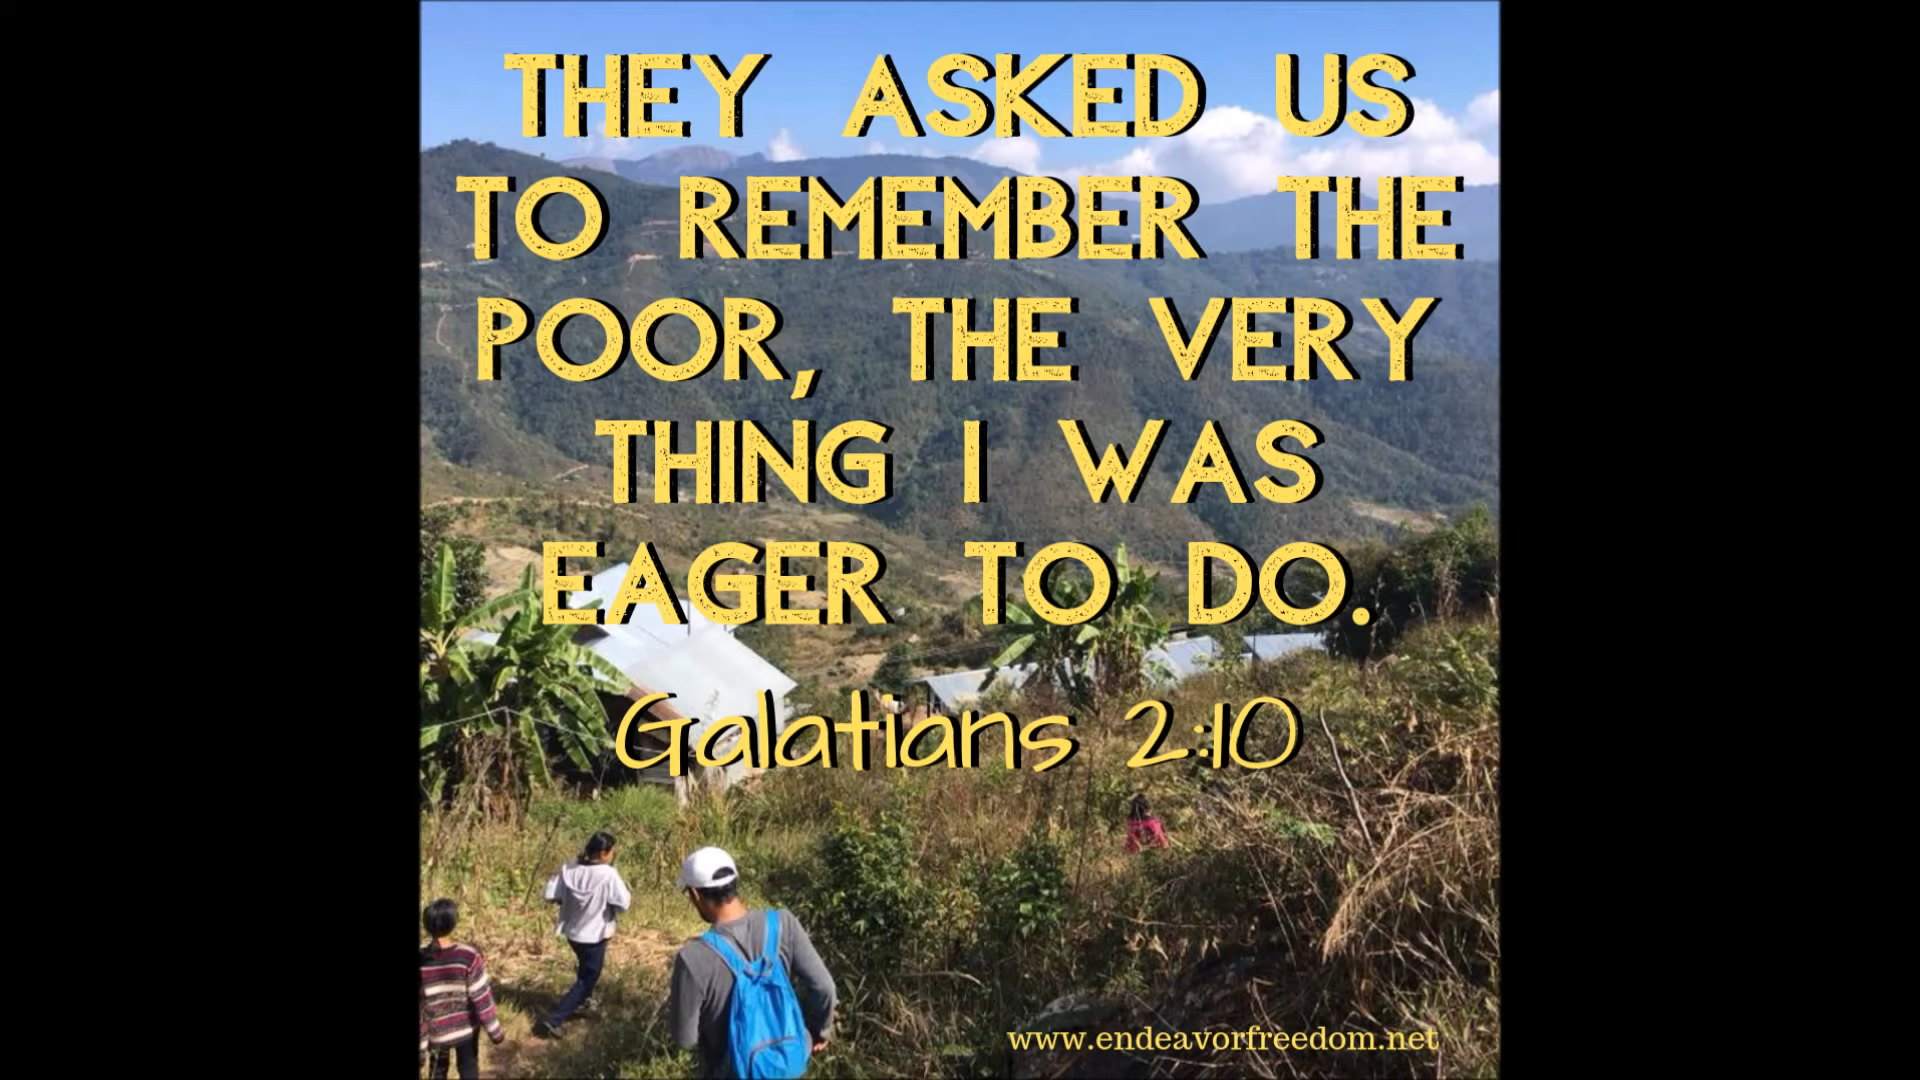 THEY ASKED US
TO REMEMBER THE
POOR, THE VERY
THING I WAS
EAGER TO DO.
Galatians 2:10
www.endeavorfreedom.net